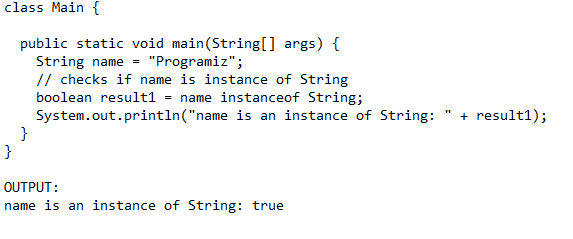 class Main {

  public static void main(String[] args) {
    String name = "Programiz";
    // checks if name is instance of String
    boolean result1 = name instanceof String;
    System.out.println("name is an instance of String: " + result1);
  }
}

OUTPUT:
name is an instance of String: true